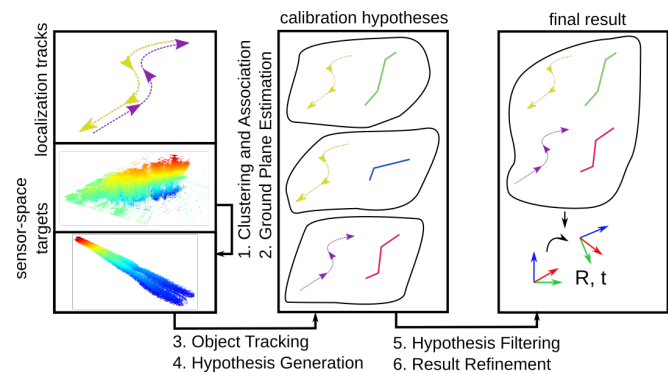 calibration hypotheses
final result
localization tracks
sensor-space
targets
1. Clustering and Association
2. Ground Plane Estimation
R, t
3. Object Tracking
4. Hypothesis Generation
5. Hypothesis Filtering
6. Result Refinement